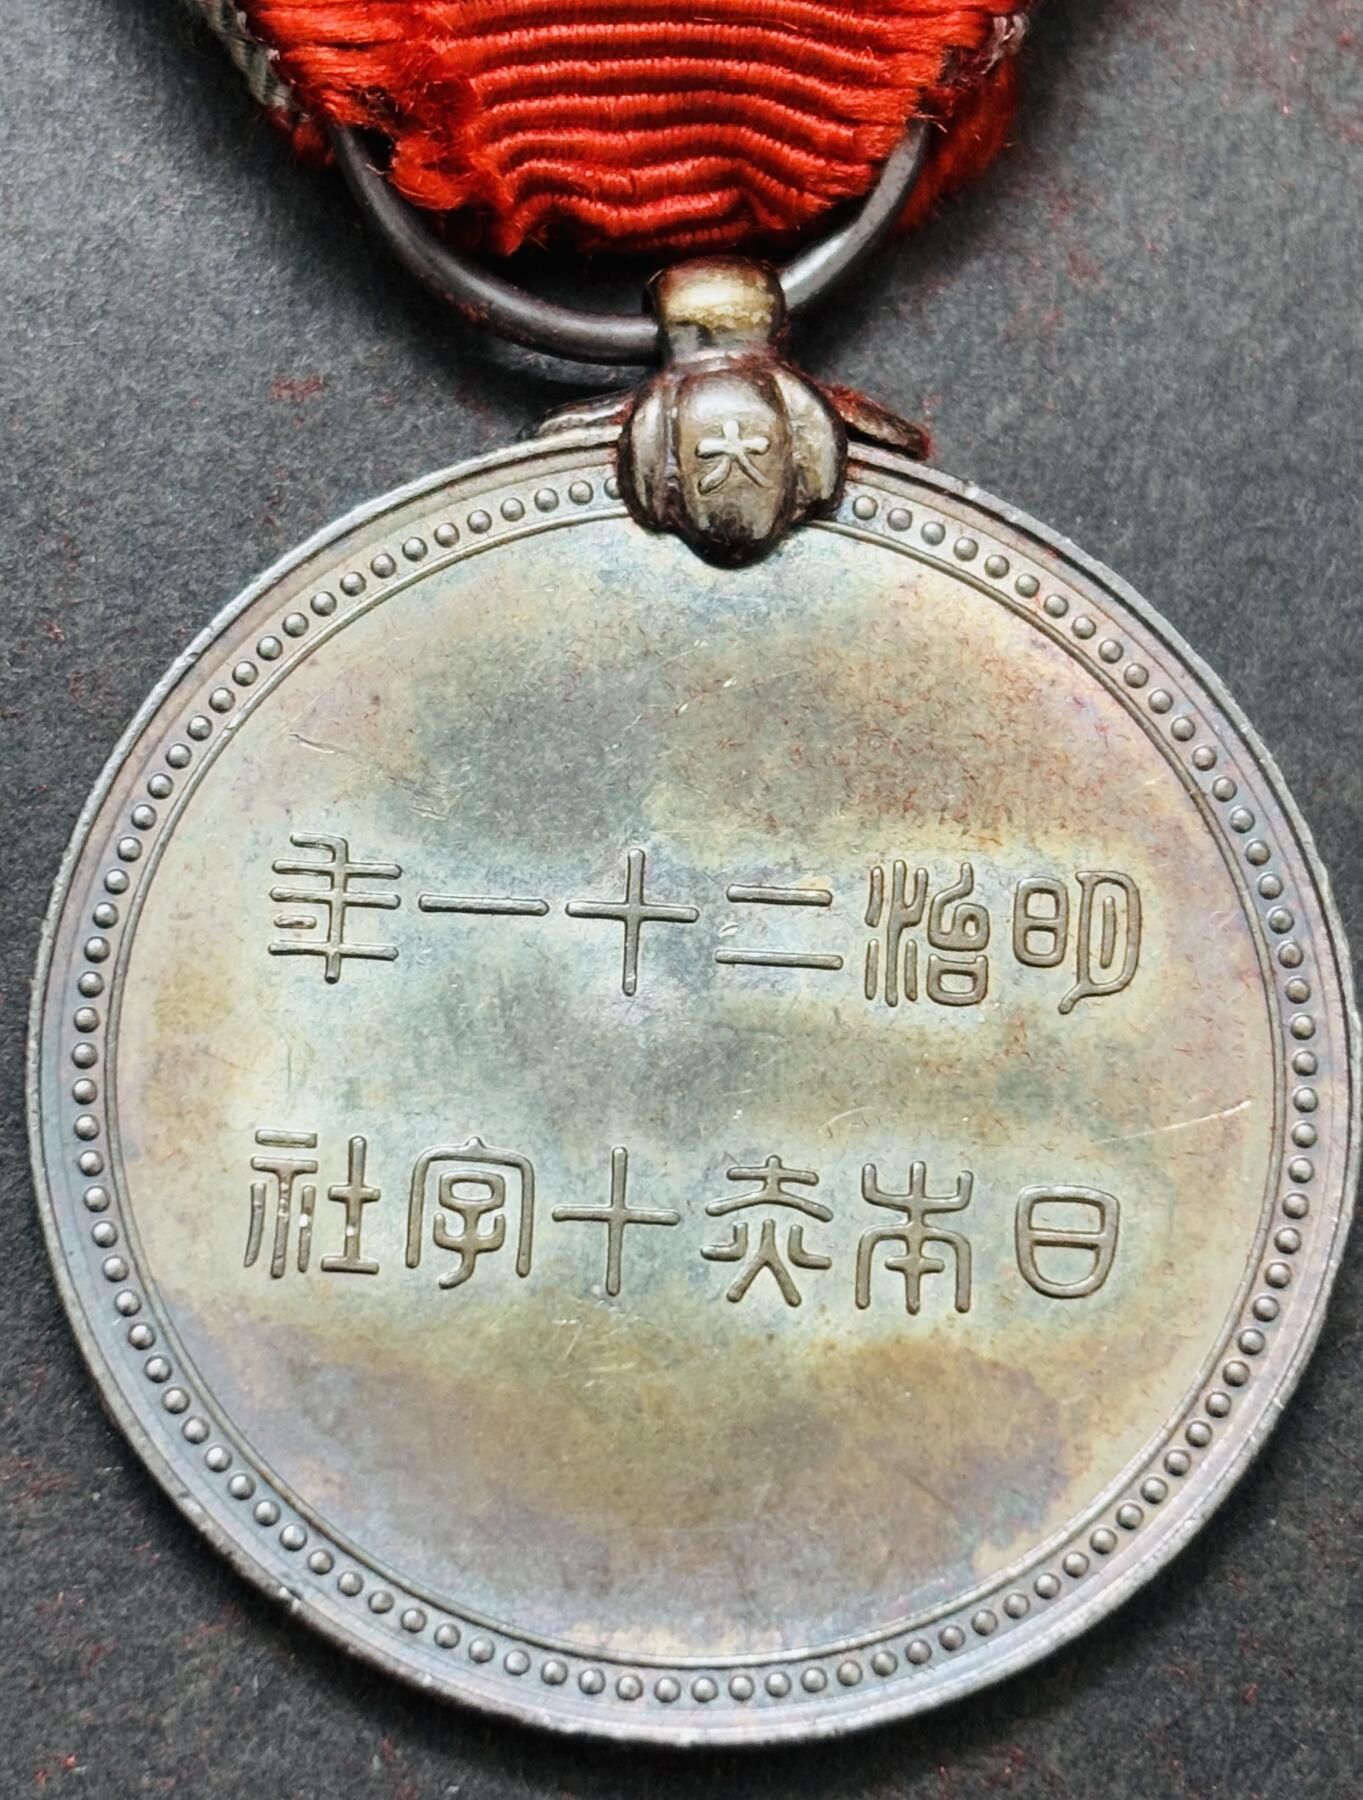 大
明治二十一年
日本赤十字社